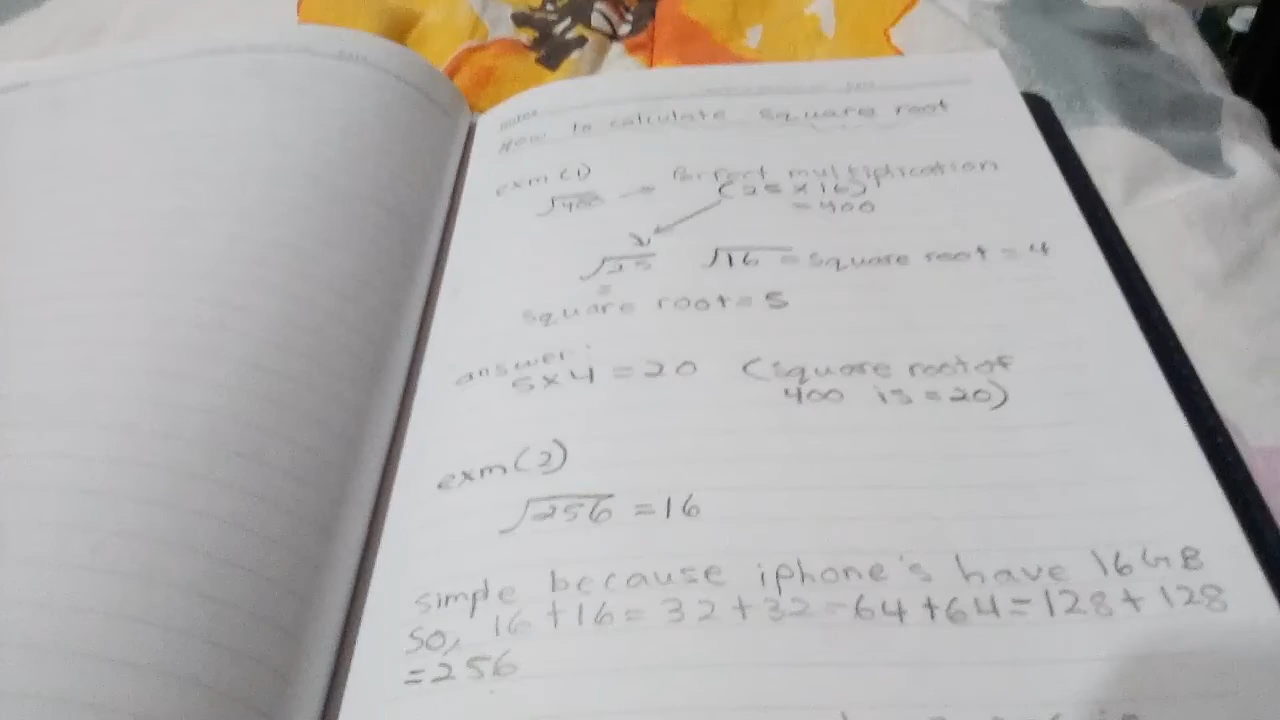 How to calculate square root
exm (1)
√400 → Perfect multiplication
(25 × 16)
= 400
√25 √16 = square root = 4
=
square root = 5
answer:
5 × 4 = 20 (square root of
400 is = 20)
exm (2)
√256 = 16
simple because iphone's have 16 GB
so, 16 + 16 = 32 + 32 = 64 + 64 = 128 + 128
= 256